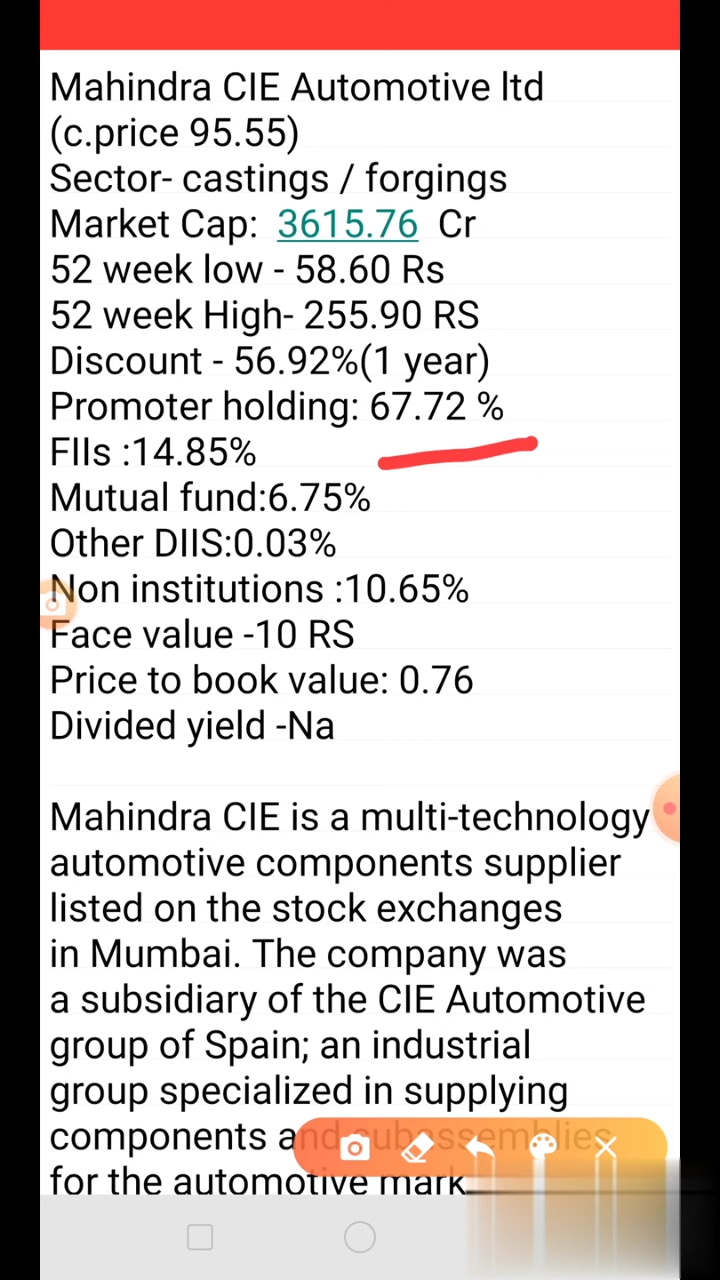 Mahindra CIE Automotive ltd
(c.price 95.55)
Sector- castings / forgings
Market Cap: 3615.76 Cr
52 week low - 58.60 Rs
52 week High- 255.90 RS
Discount - 56.92%(1 year)
Promoter holding: 67.72 %
FIIs :14.85%
Mutual fund:6.75%
Other DIIS:0.03%
Non institutions :10.65%
Face value -10 RS
Price to book value: 0.76
Divided yield -Na
Mahindra CIE is a multi-technology
automotive components supplier
listed on the stock exchanges
in Mumbai. The company was
a subsidiary of the CIE Automotive
group of Spain; an industrial
group specialized in supplying
components and subassemblies
for the automotive mark